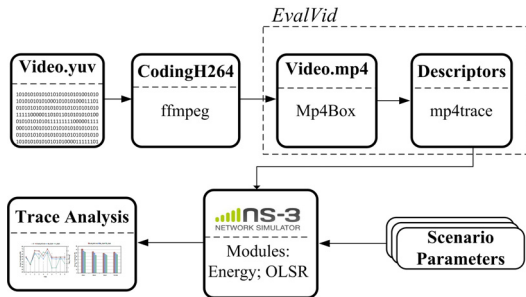 EvalVid
Video.yuv
CodingH264
ffmpeg
Video.mp4
Mp4Box
Descriptors
mp4trace
Trace Analysis
NS-3
NETWORK SIMULATOR
Modules:
Energy; OLSR
Scenario
Parameters